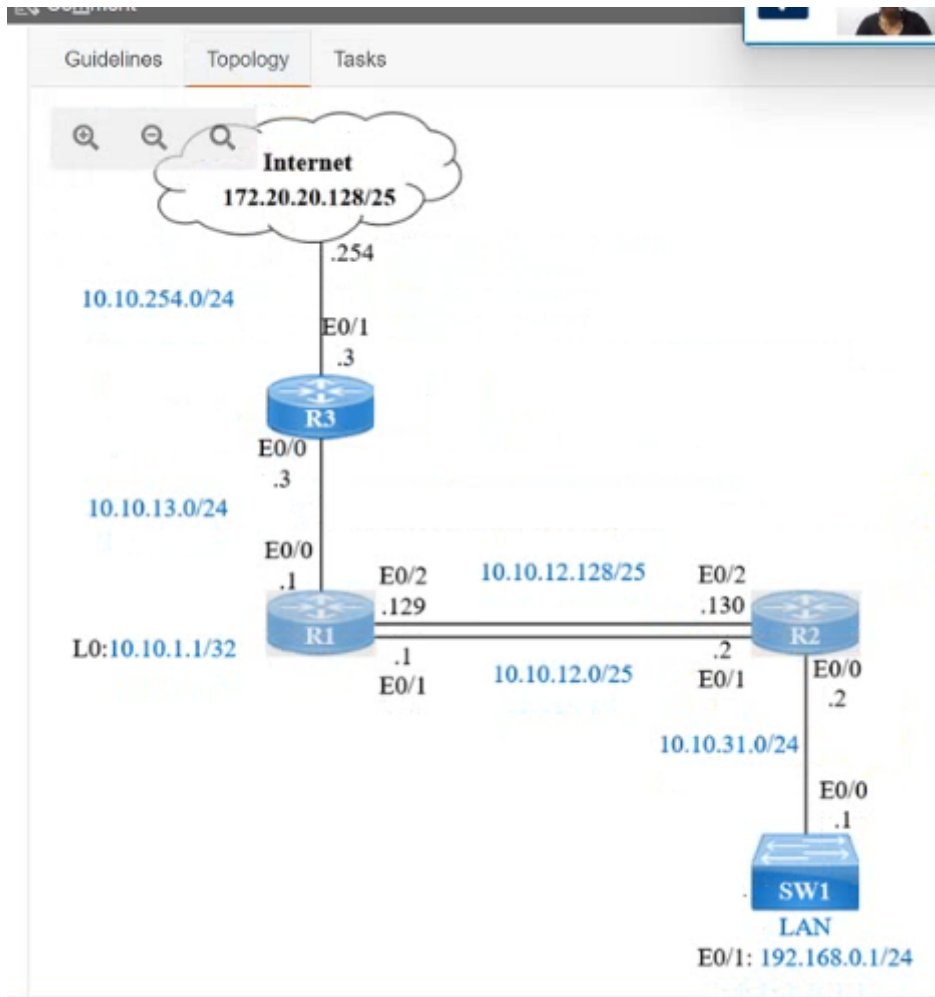 Comment
Guidelines Topology Tasks
Internet
172.20.20.128/25
.254
10.10.254.0/24
E0/1
.3
R3
E0/0
.3
10.10.13.0/24
E0/0
.1
E0/2
10.10.12.128/25
E0/2
.129
.130
R1
R2
L0:10.10.1.1/32
.1
.2
E0/1
10.10.12.0/25
E0/1
E0/0
.2
10.10.31.0/24
E0/0
.1
SW1
LAN
E0/1: 192.168.0.1/24